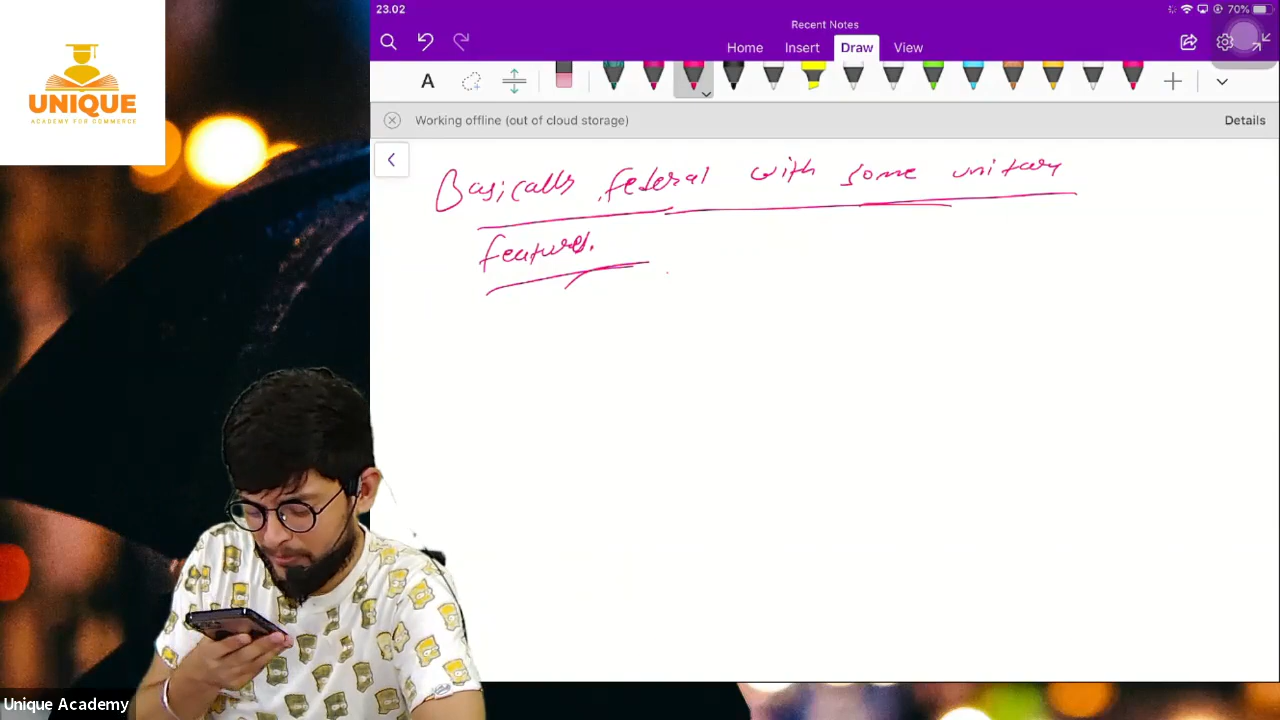 UNIQUE
ACADEMY FOR COMMERCE
23.02
70%
Recent Notes
Home Insert Draw View
A
Working offline (out of cloud storage)
Details
Basically federal with some unitary
features.
Unique Academy